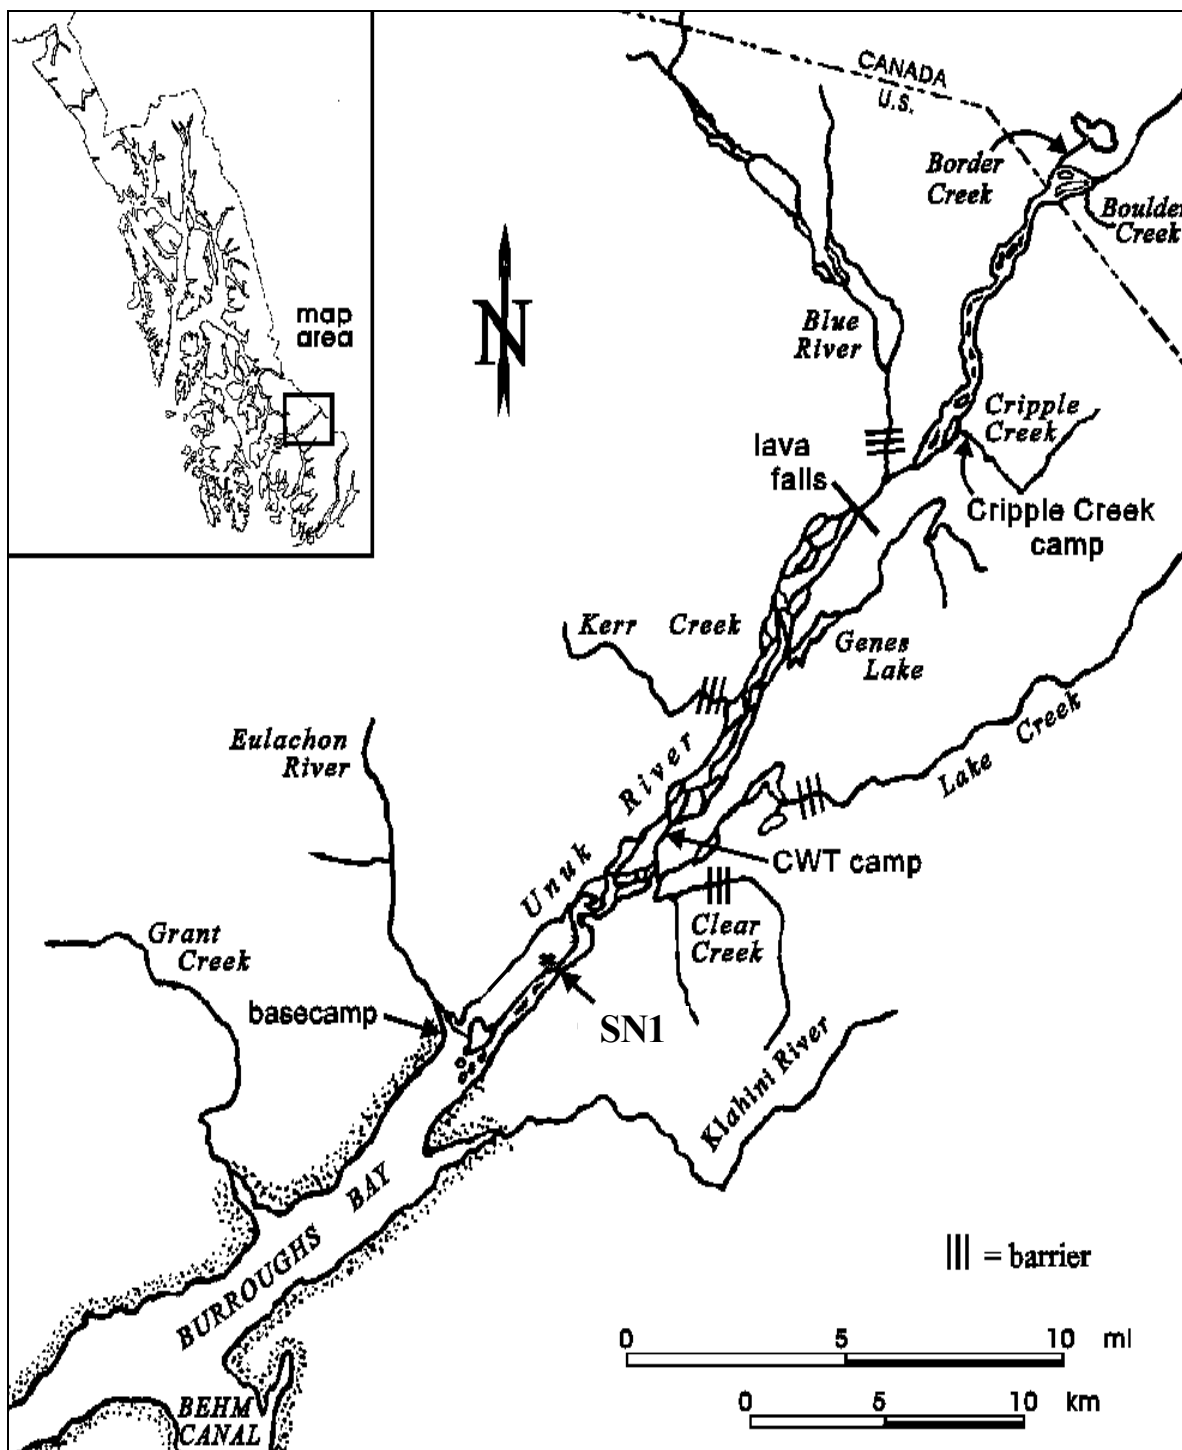 CANADA
U.S.
Border
Creek
Boulder
Creek
map
area
N
Blue
River
Cripple
Creek
lava
falls
Cripple Creek
camp
Kerr Creek
Genes
Lake
Eulachon
River
Unuk River
Lake Creek
CWT camp
Grant
Creek
Clear
Creek
basecamp
SN1
Klahini River
BURROUGHS BAY
||| = barrier
0 5 10 mi
0 5 10 km
BEHM
CANAL